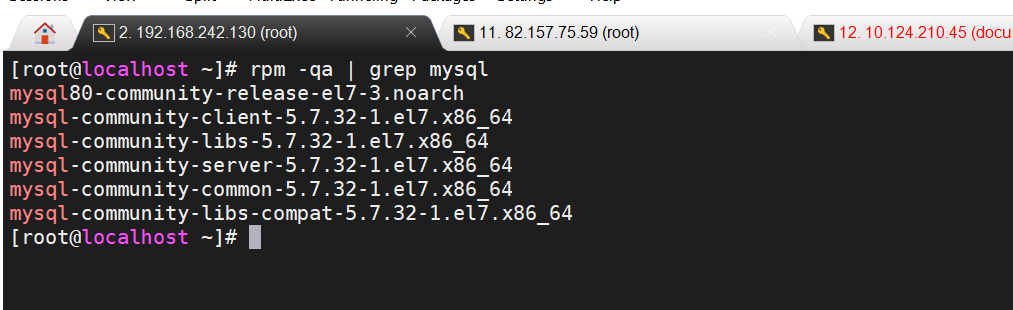 2. 192.168.242.130 (root)
11. 82.157.75.59 (root)
12. 10.124.210.45 (docu
[root@localhost ~]# rpm -qa | grep mysql
mysql80-community-release-el7-3.noarch
mysql-community-client-5.7.32-1.el7.x86_64
mysql-community-libs-5.7.32-1.el7.x86_64
mysql-community-server-5.7.32-1.el7.x86_64
mysql-community-common-5.7.32-1.el7.x86_64
mysql-community-libs-compat-5.7.32-1.el7.x86_64
[root@localhost ~]#